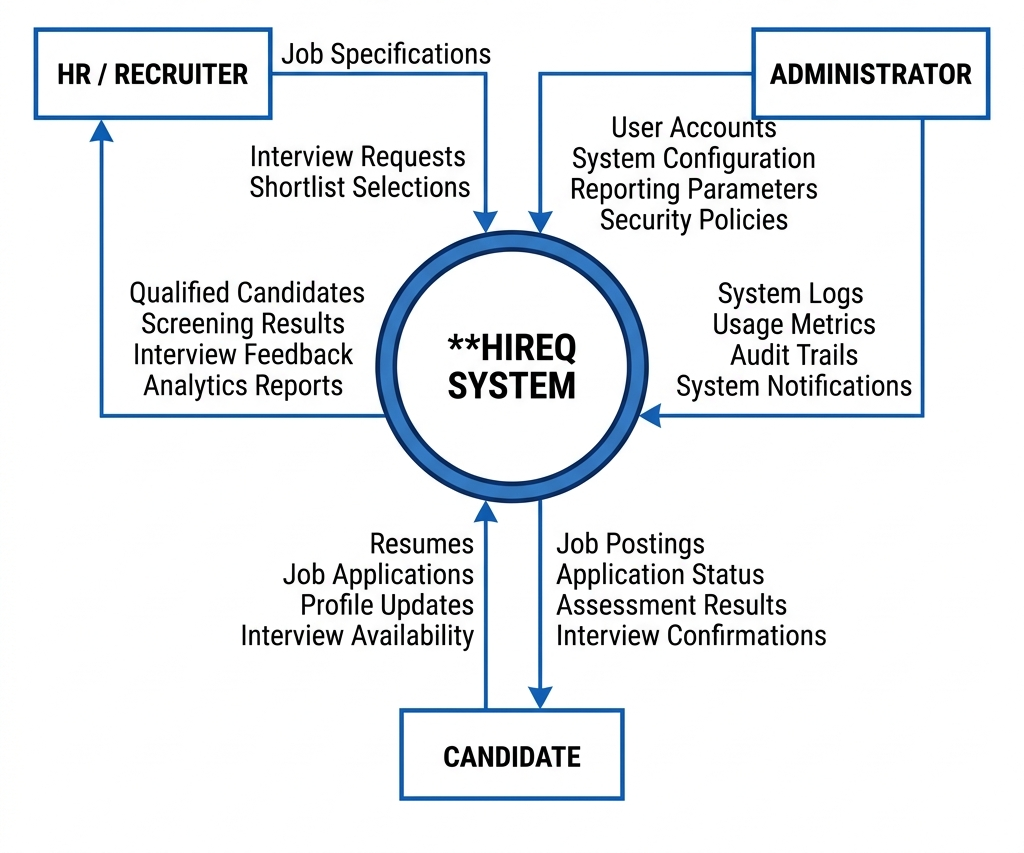 HR / RECRUITER
Job Specifications
ADMINISTRATOR
Interview Requests
Shortlist Selections
User Accounts
System Configuration
Reporting Parameters
Security Policies
Qualified Candidates
Screening Results
Interview Feedback
Analytics Reports
**HIREQ
SYSTEM
System Logs
Usage Metrics
Audit Trails
System Notifications
Resumes
Job Applications
Profile Updates
Interview Availability
Job Postings
Application Status
Assessment Results
Interview Confirmations
CANDIDATE